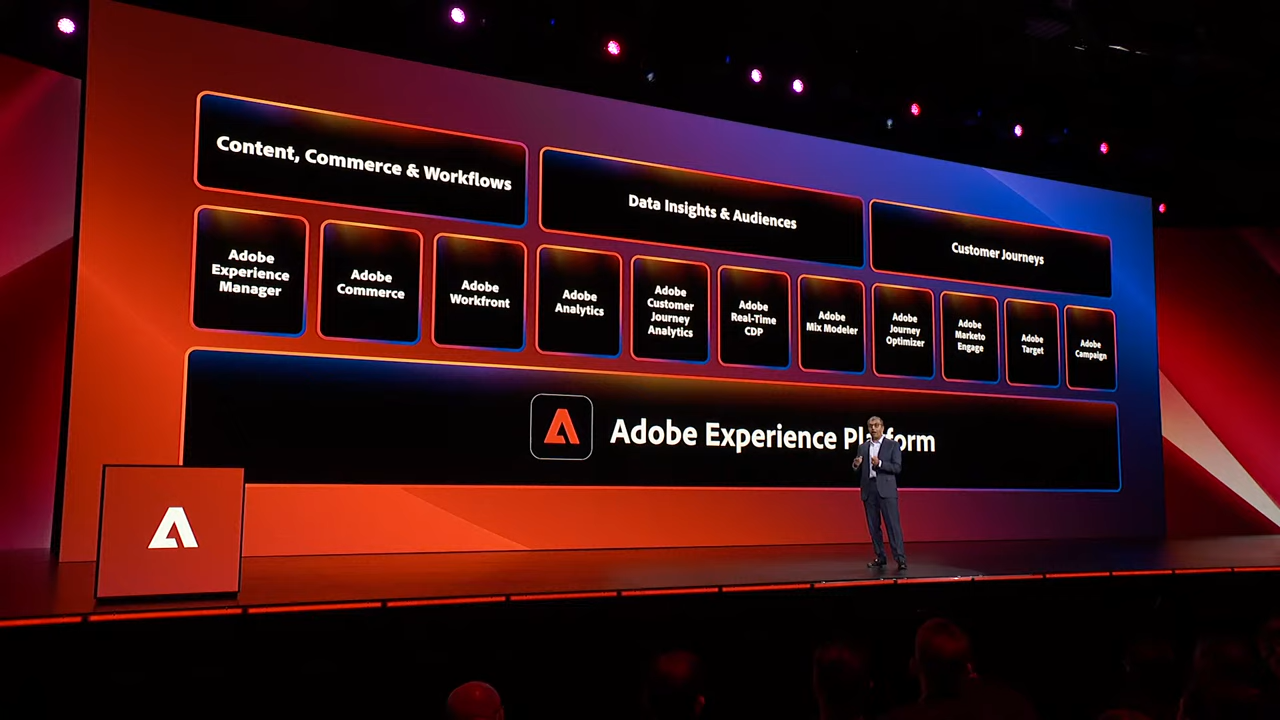 Content, Commerce & Workflows
Data Insights & Audiences
Customer Journeys
Adobe
Experience
Manager
Adobe
Commerce
Adobe
Workfront
Adobe
Analytics
Adobe
Customer
Journey
Analytics
Adobe
Real-Time
CDP
Adobe
Mix Modeler
Adobe
Journey
Optimizer
Adobe
Marketo
Engage
Adobe
Target
Adobe
Campaign
Adobe Experience Platform